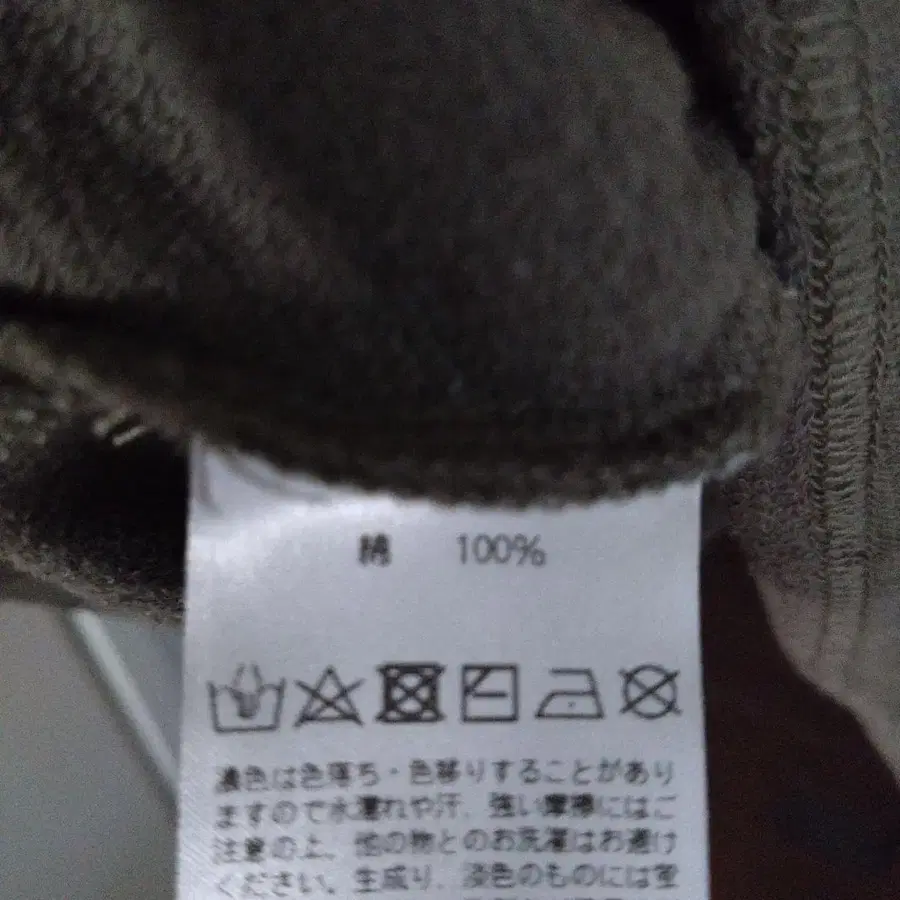 綿 100%
濃色は色落ち・色移りすることがあり
ますので水濡れや汗、強い摩擦にはご
注意の上、他の物とのお洗濯はお避け
ください。生成り、淡色のものには蛍